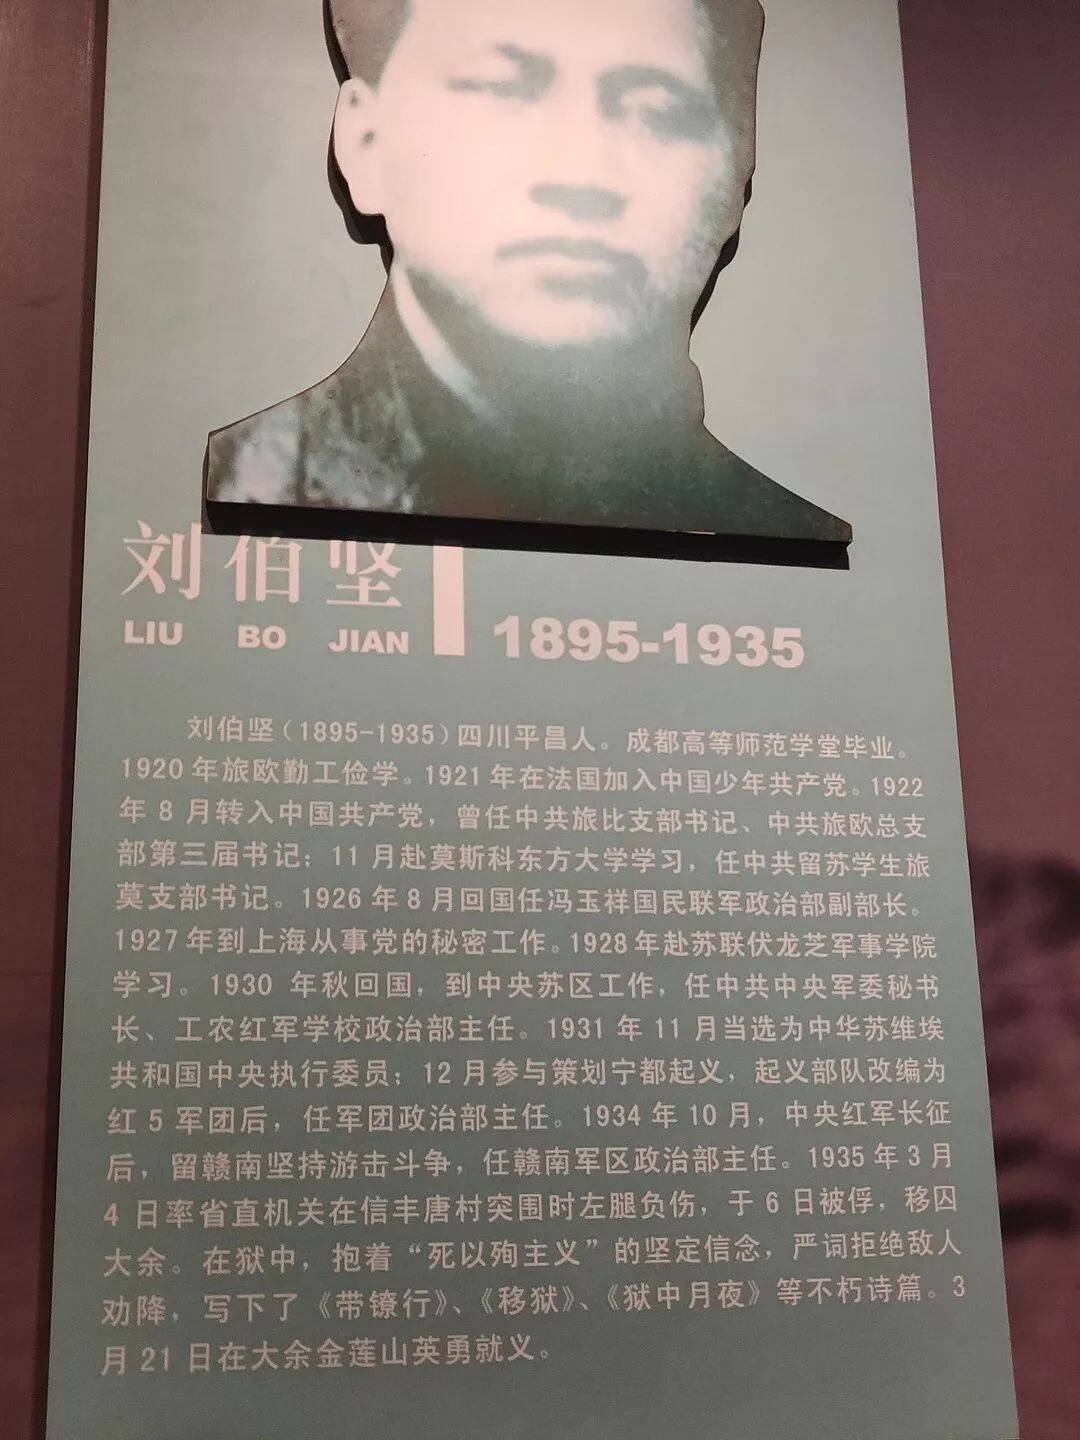 刘伯坚
LIU BO JIAN
1895-1935
刘伯坚（1895-1935）四川平昌人。成都高等师范学堂毕业。
1920年旅欧勤工俭学。1921年在法国加入中国少年共产党。1922
年8月转入中国共产党，曾任中共旅比支部书记、中共旅欧总支
部第三届书记；11月赴莫斯科东方大学学习，任中共留苏学生旅
莫支部书记。1926年8月回国任冯玉祥国民联军政治部副部长。
1927年到上海从事党的秘密工作。1928年赴苏联伏龙芝军事学院
学习。1930年秋回国，到中央苏区工作，任中共中央军委秘书
长、工农红军学校政治部主任。1931年11月当选为中华苏维埃
共和国中央执行委员；12月参与策划宁都起义，起义部队改编为
红5军团后，任军团政治部主任。1934年10月，中央红军长征
后，留赣南坚持游击斗争，任赣南军区政治部主任。1935年3月
4日率省直机关在信丰唐村突围时左腿负伤，于6日被俘，移囚
大余。在狱中，抱着“死以殉主义”的坚定信念，严词拒绝敌人
劝降，写下了《带镣行》、《移狱》、《狱中月夜》等不朽诗篇。3
月21日在大余金莲山英勇就义。